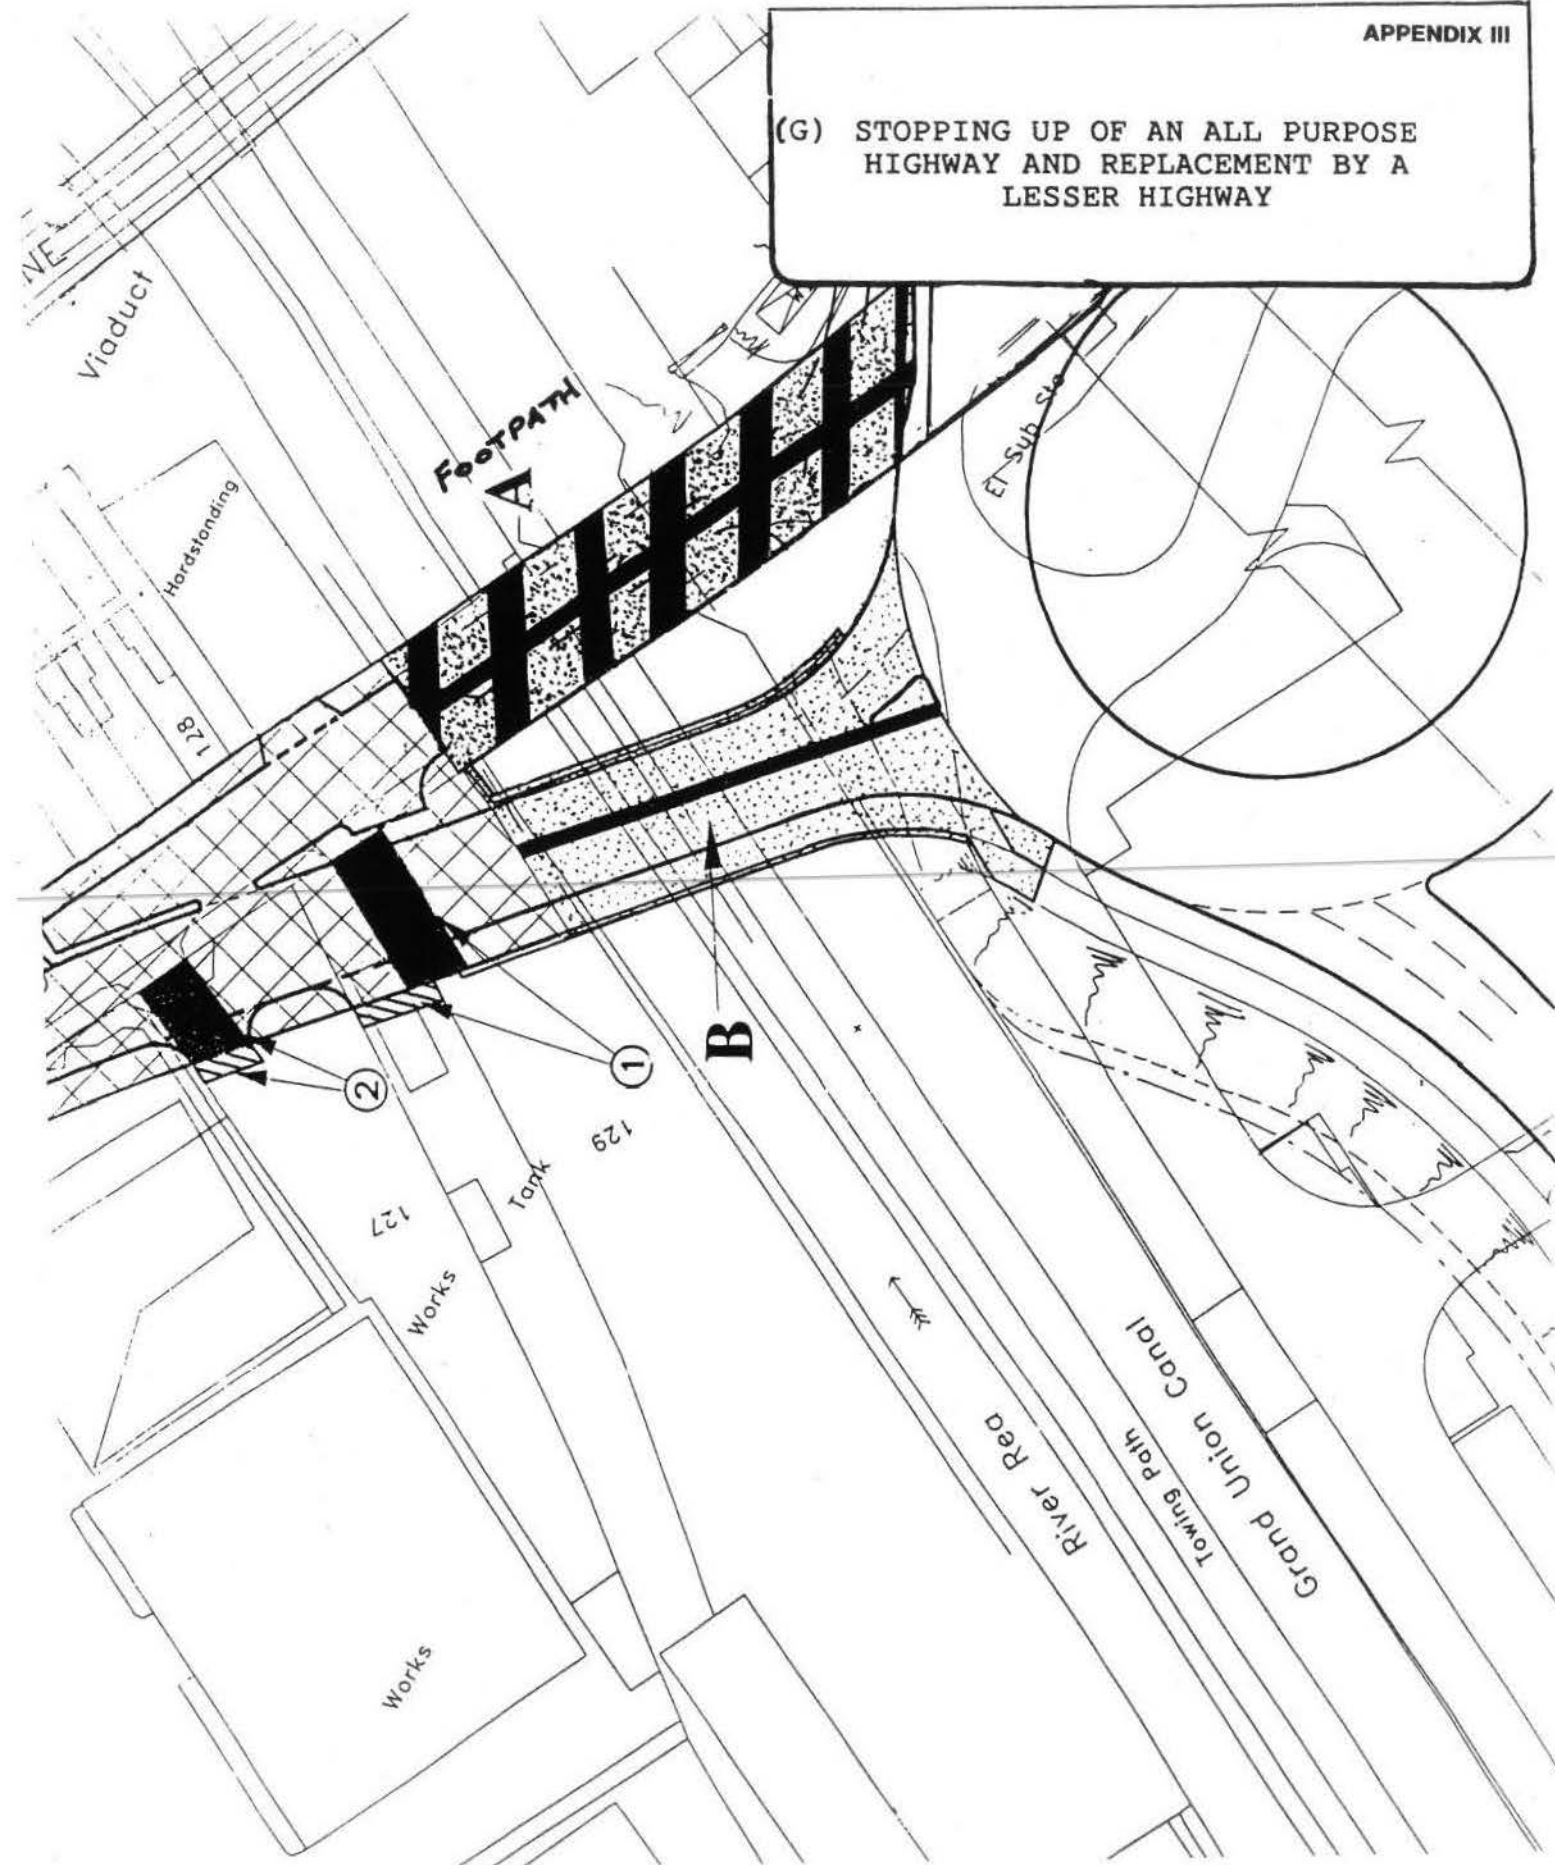 APPENDIX III
(G) STOPPING UP OF AN ALL PURPOSE
HIGHWAY AND REPLACEMENT BY A
LESSER HIGHWAY
Viaduct
FOOTPATH
A
El Sub Sta
Hardstanding
128
B
1
2
129
127
Tank
Works
River Rea
Towing Path
Grand Union Canal
Works